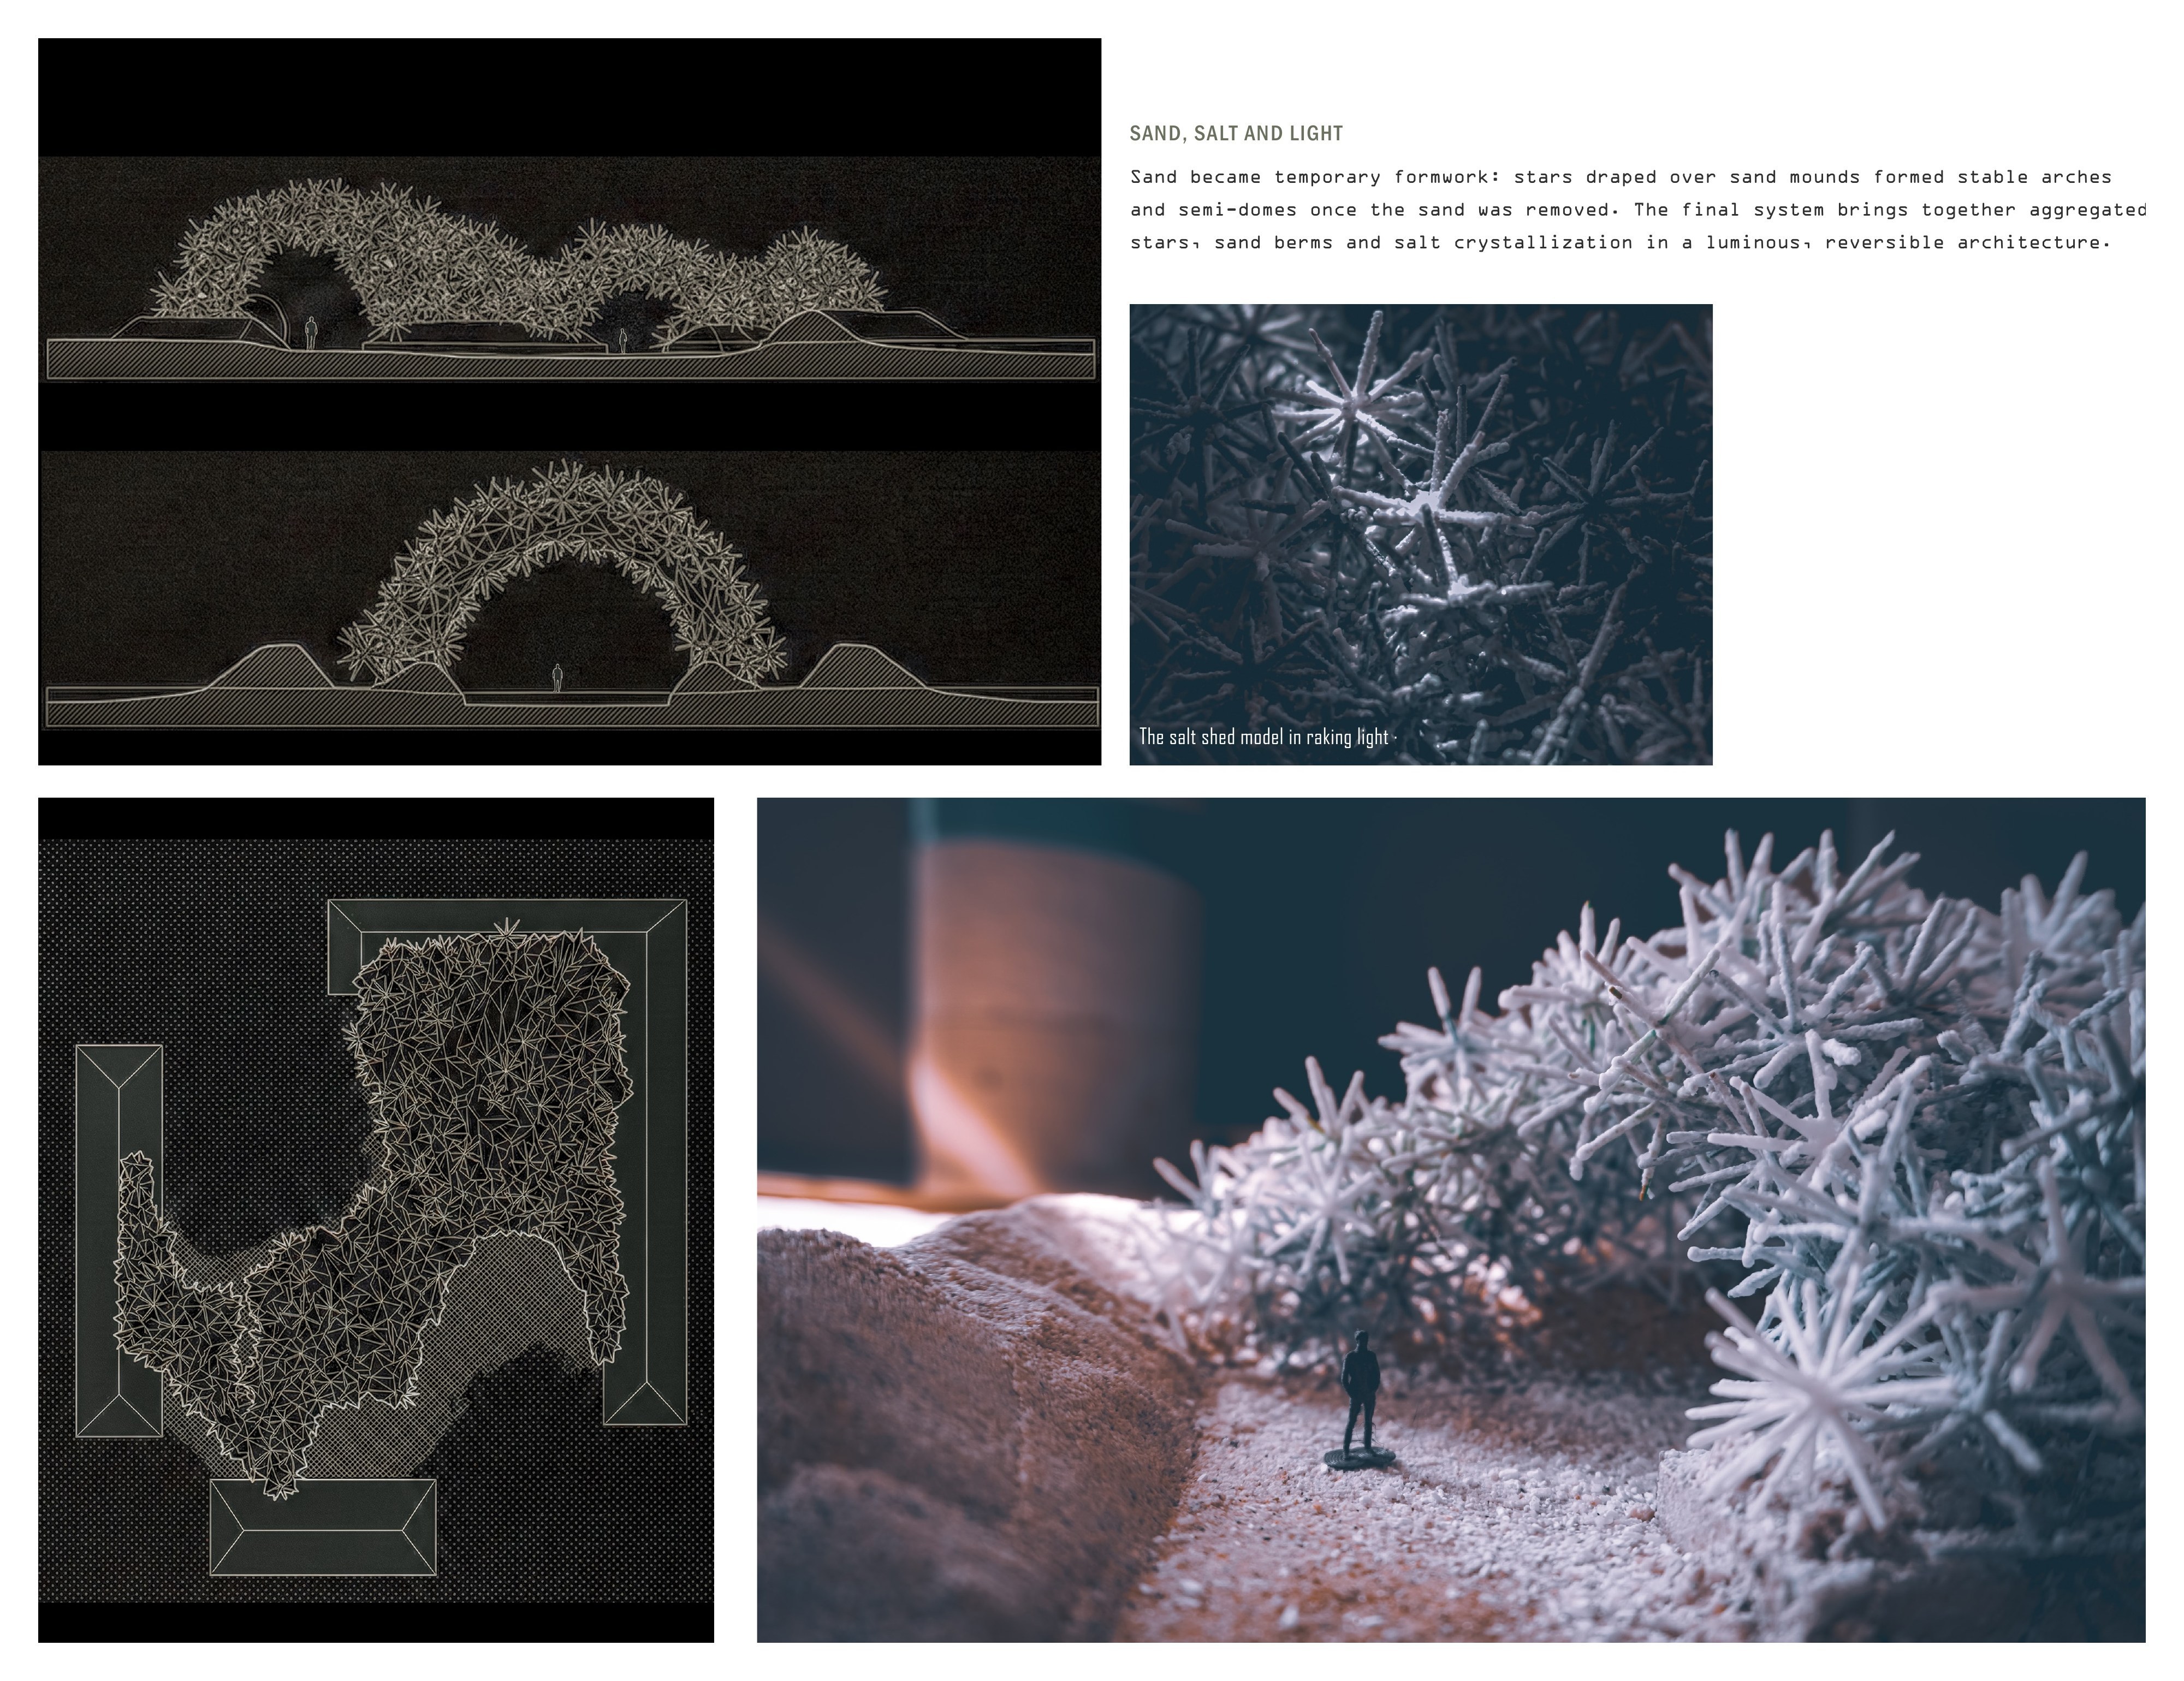 SAND, SALT AND LIGHT
Sand became temporary formwork: stars draped over sand mounds formed stable arches
and semi-domes once the sand was removed. The final system brings together aggregated
stars, sand berms and salt crystallization in a luminous, reversible architecture.
The salt shed model in raking light